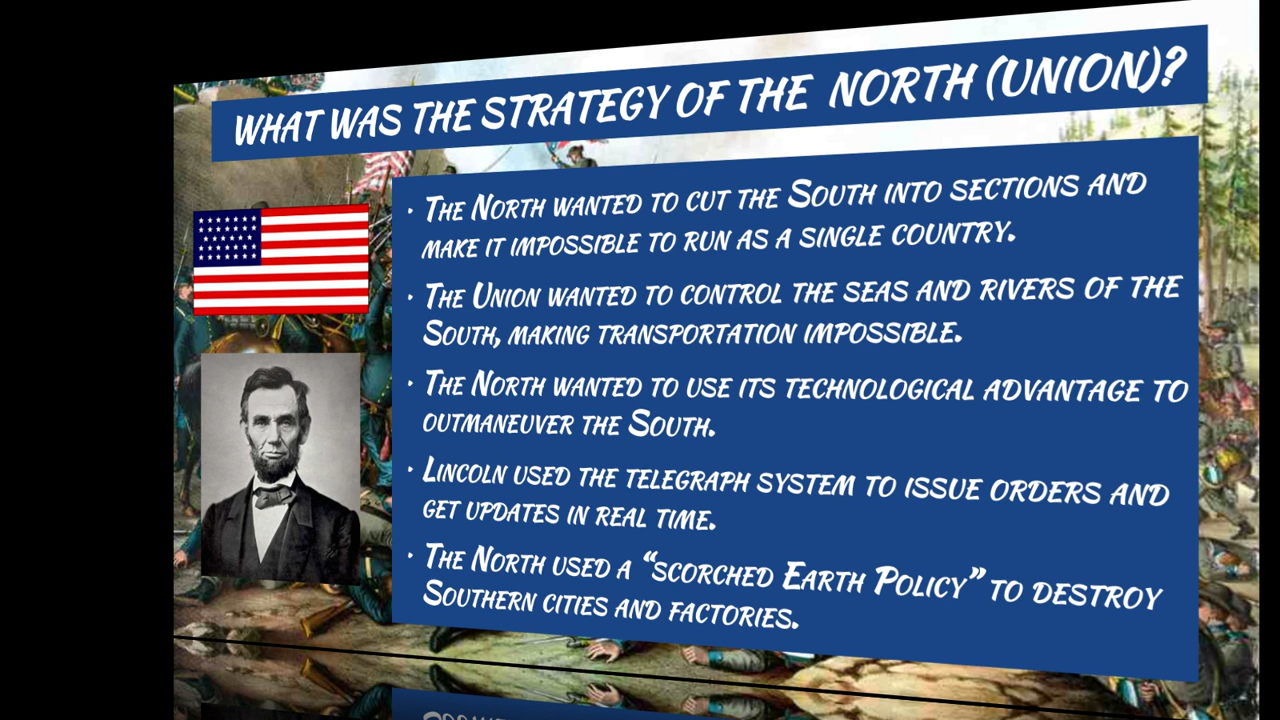 WHAT WAS THE STRATEGY OF THE NORTH (UNION)?
• THE NORTH WANTED TO CUT THE SOUTH INTO SECTIONS AND
MAKE IT IMPOSSIBLE TO RUN AS A SINGLE COUNTRY.
• THE UNION WANTED TO CONTROL THE SEAS AND RIVERS OF THE
SOUTH, MAKING TRANSPORTATION IMPOSSIBLE.
• THE NORTH WANTED TO USE ITS TECHNOLOGICAL ADVANTAGE TO
OUTMANEUVER THE SOUTH.
• LINCOLN USED THE TELEGRAPH SYSTEM TO ISSUE ORDERS AND
GET UPDATES IN REAL TIME.
• THE NORTH USED A “SCORCHED EARTH POLICY” TO DESTROY
SOUTHERN CITIES AND FACTORIES.